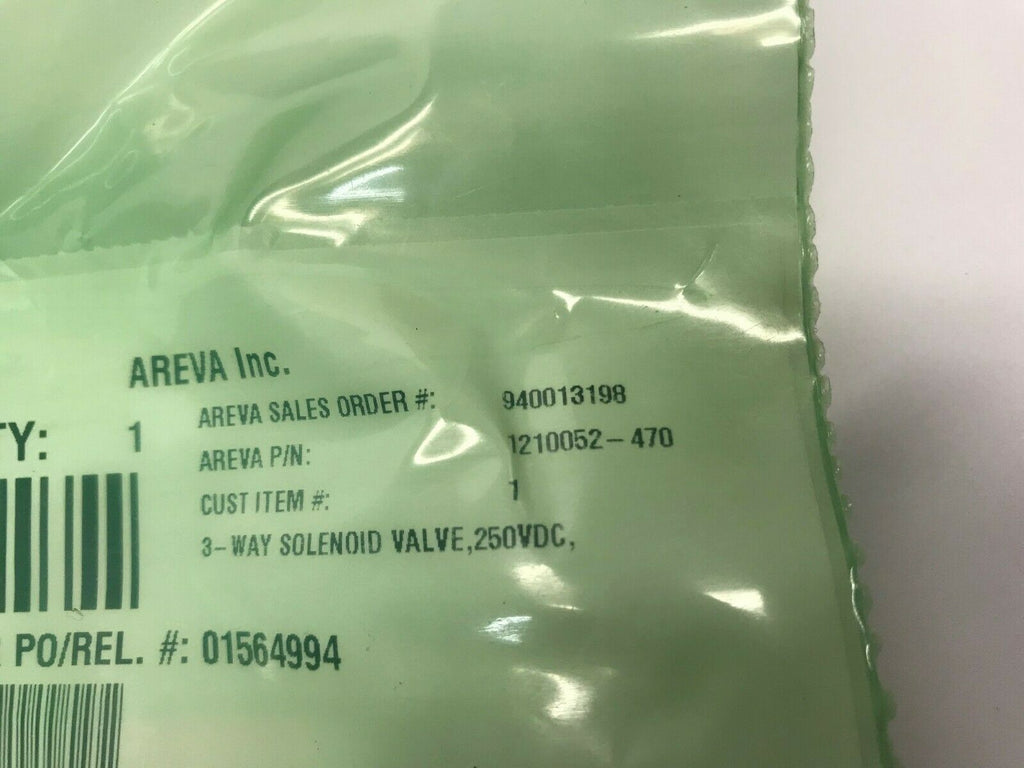 AREVA Inc.
AREVA SALES ORDER #: 940013198
TY: 1
AREVA P/N: 1210052-470
CUST ITEM #: 1
3-WAY SOLENOID VALVE,250VDC,
PO/REL. #: 01564994